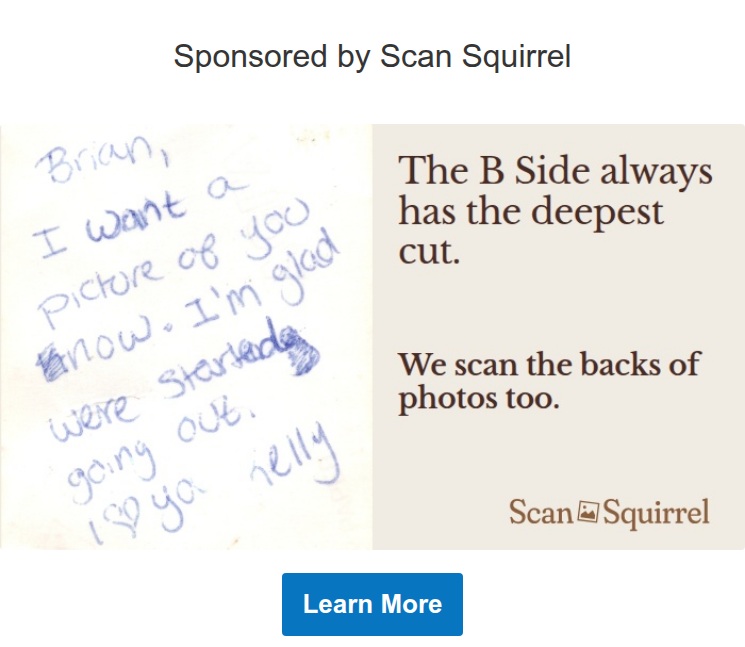 Sponsored by Scan Squirrel
Brian,
I want a
picture of you
now. I'm glad
were started
going out.
I ♡ ya Kelly
The B Side always
has the deepest
cut.
We scan the backs of
photos too.
Scan Squirrel
Learn More